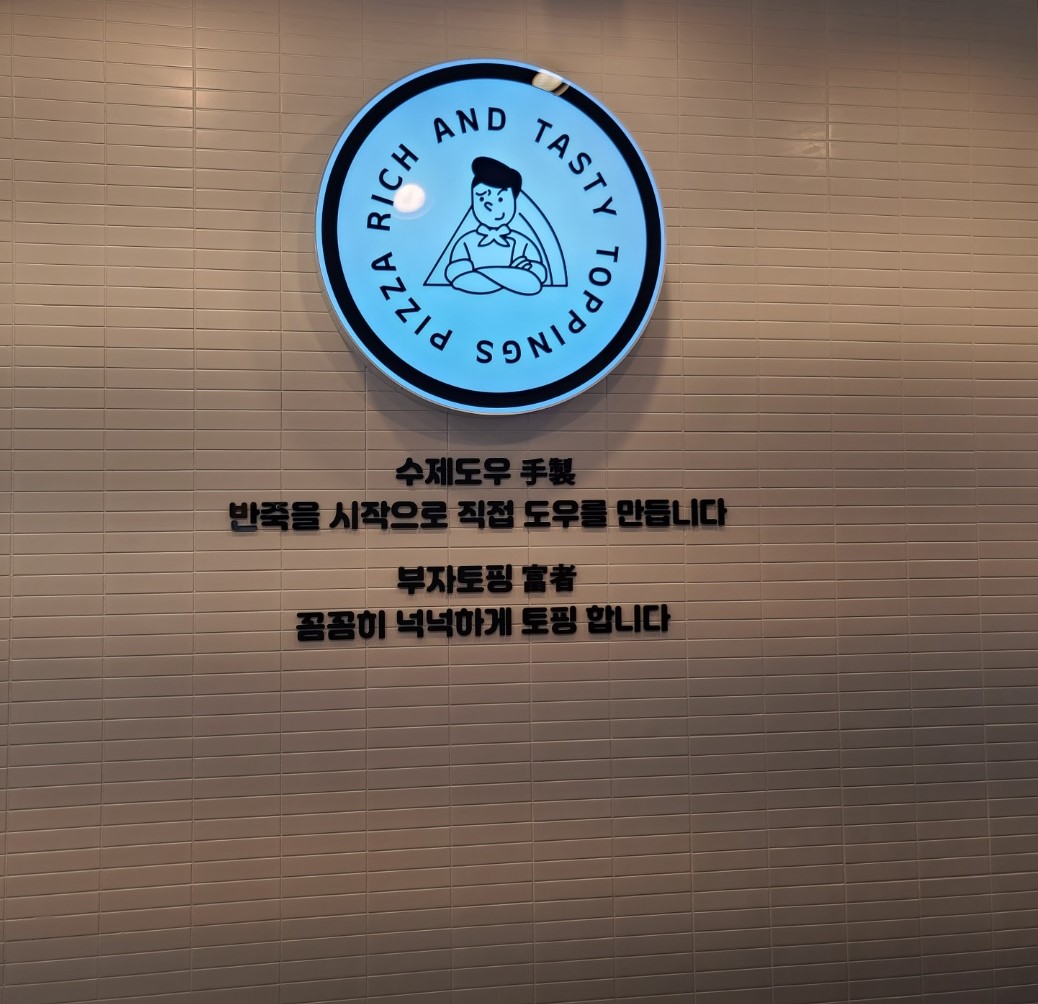 PIZZA RICH AND TASTY TOPPINGS
수제도우 手製
반죽을 시작으로 직접 도우를 만듭니다
부자토핑 富者
꼼꼼히 넉넉하게 토핑 합니다